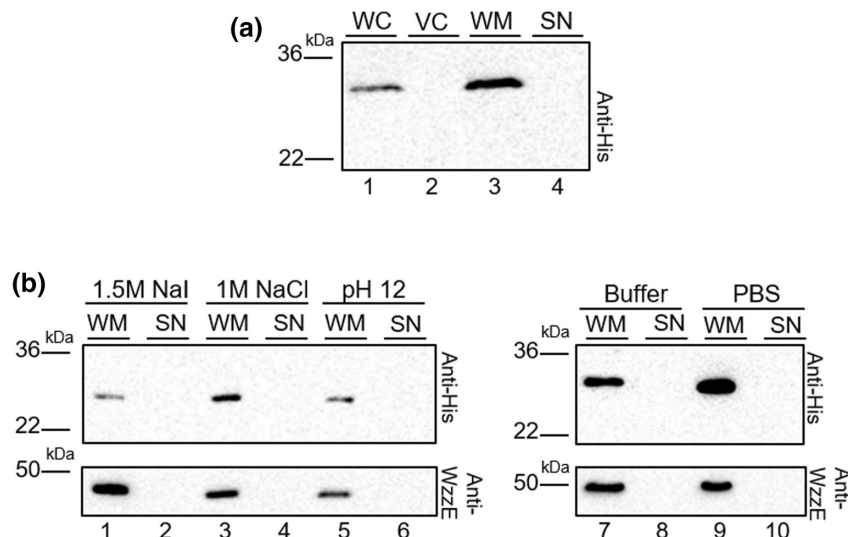 (a)
WC VC WM SN
kDa
36
22
Anti-His
1 2 3 4
(b)
1.5M NaI 1M NaCl pH 12
WM SN WM SN WM SN
kDa
36
22
Anti-His
kDa
50
Anti-
WzzE
1 2 3 4 5 6
Buffer PBS
WM SN WM SN
kDa
36
22
Anti-His
kDa
50
Anti-
WzzE
7 8 9 10